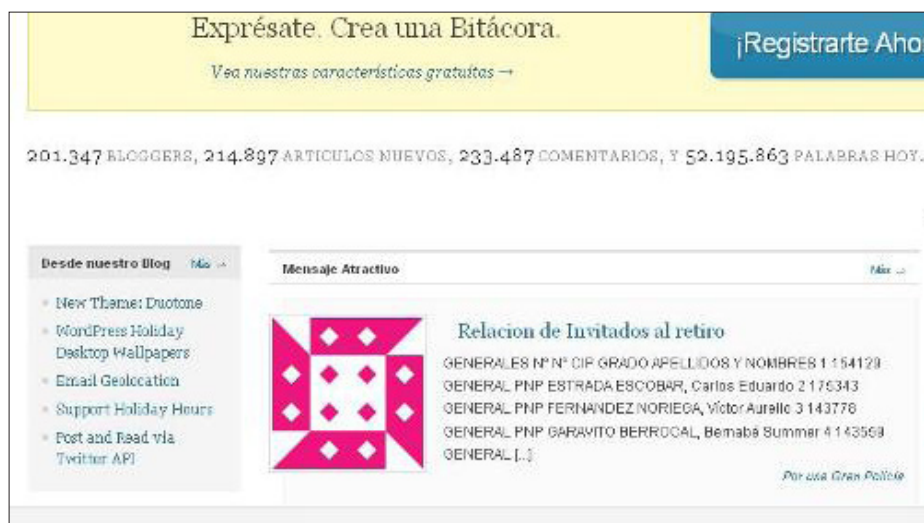 Exprésate. Crea una Bitácora.
Vea nuestras características gratuitas →
¡Registrarte Aho
201.347 BLOGGERS, 214.897 ARTICULOS NUEVOS, 233.487 COMENTARIOS, Y 52.195.863 PALABRAS HOY.
Desde nuestro Blog Más →
New Theme: Duotone
WordPress Holiday
Desktop Wallpapers
Email Geolocation
Support Holiday Hours
Post and Read via
Twitter API
Mensaje Atractivo Más →
Relacion de Invitados al retiro
GENERALES Nº Nº CIP GRADO APELLIDOS Y NOMBRES 1 154129
GENERAL PNP ESTRADA ESCOBAR, Carlos Eduardo 2 175343
GENERAL PNP FERNANDEZ NORIEGA, Víctor Aurelio 3 143778
GENERAL PNP GARAVITO BERROCAL, Bernabé Summer 4 143559
GENERAL [...]
Por una Gran Policía